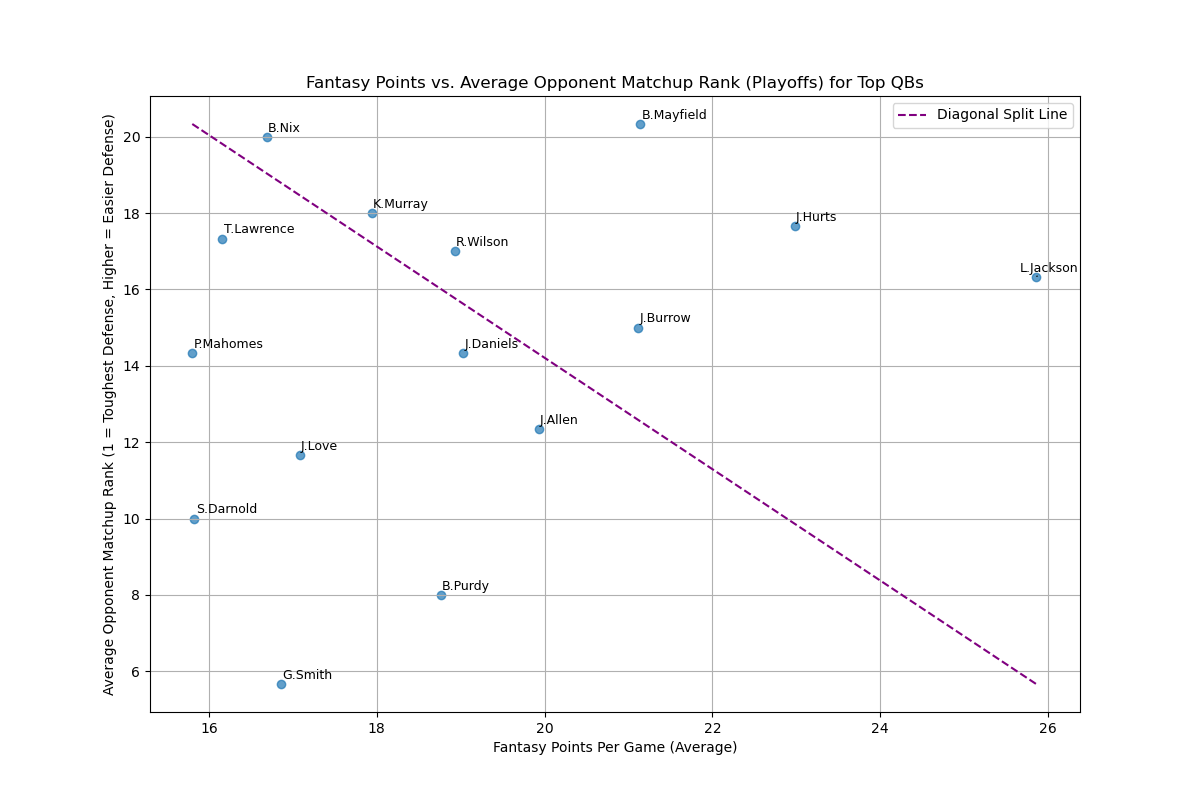 Fantasy Points vs. Average Opponent Matchup Rank (Playoffs) for Top QBs
Diagonal Split Line
Average Opponent Matchup Rank (1 = Toughest Defense, Higher = Easier Defense)
20
18
16
14
12
10
8
6
B.Mayfield
B.Nix
K.Murray
J.Hurts
T.Lawrence
R.Wilson
L.Jackson
J.Burrow
P.Mahomes
J.Daniels
J.Allen
J.Love
S.Darnold
B.Purdy
G.Smith
16
18
20
22
24
26
Fantasy Points Per Game (Average)